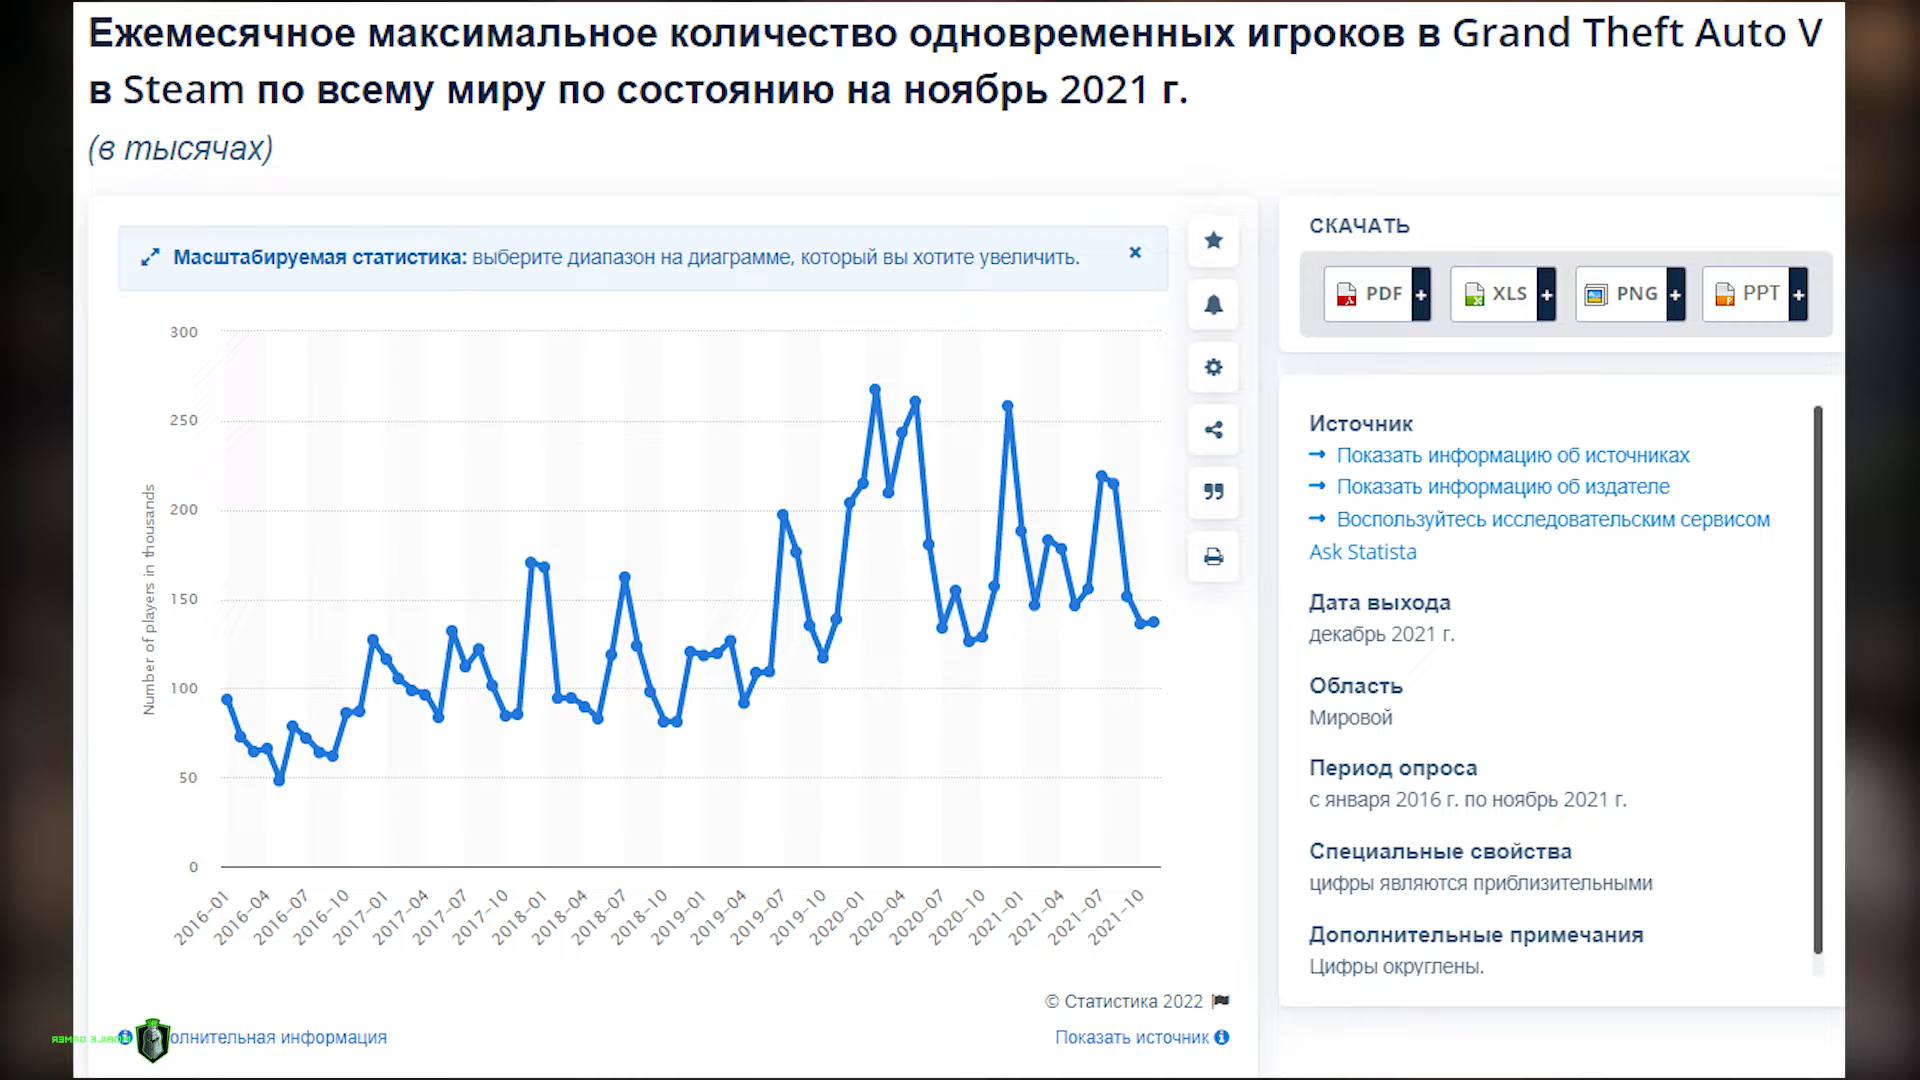 Ежемесячное максимальное количество одновременных игроков в Grand Theft Auto V
в Steam по всему миру по состоянию на ноябрь 2021 г.
(в тысячах)
Масштабируемая статистика: выберите диапазон на диаграмме, который вы хотите увеличить.
Number of players in thousands
300
250
200
150
100
50
0
2016-01
2016-04
2016-07
2016-10
2017-01
2017-04
2017-07
2017-10
2018-01
2018-04
2018-07
2018-10
2019-01
2019-04
2019-07
2019-10
2020-01
2020-04
2020-07
2020-10
2021-01
2021-04
2021-07
2021-10
© Статистика 2022
олнительная информация
Показать источник
СКАЧАТЬ
PDF +
XLS +
PNG +
PPT +
Источник
→ Показать информацию об источниках
→ Показать информацию об издателе
→ Воспользуйтесь исследовательским сервисом
Ask Statista
Дата выхода
декабрь 2021 г.
Область
Мировой
Период опроса
с января 2016 г. по ноябрь 2021 г.
Специальные свойства
цифры являются приблизительными
Дополнительные примечания
Цифры округлены.